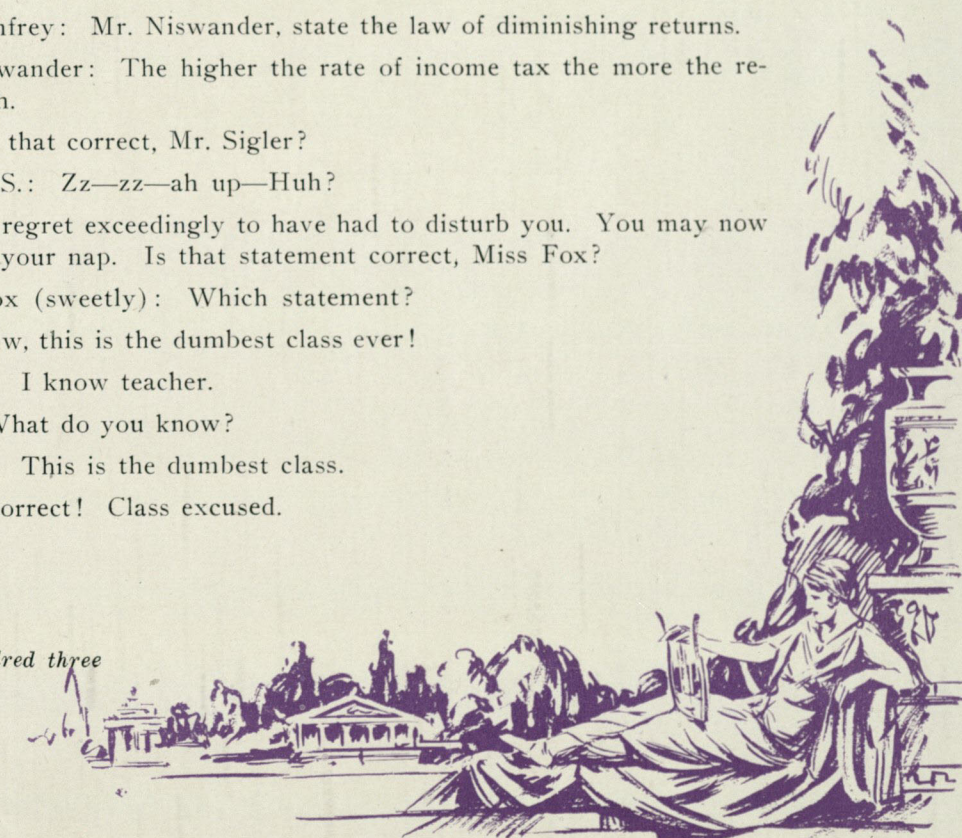 nfrey: Mr. Niswander, state the law of diminishing returns.
wander: The higher the rate of income tax the more the re-
n.
that correct, Mr. Sigler?
S.: Zz—zz—ah up—Huh?
regret exceedingly to have had to disturb you. You may now
your nap. Is that statement correct, Miss Fox?
ox (sweetly): Which statement?
w, this is the dumbest class ever!
I know teacher.
What do you know?
This is the dumbest class.
orrect! Class excused.
red three